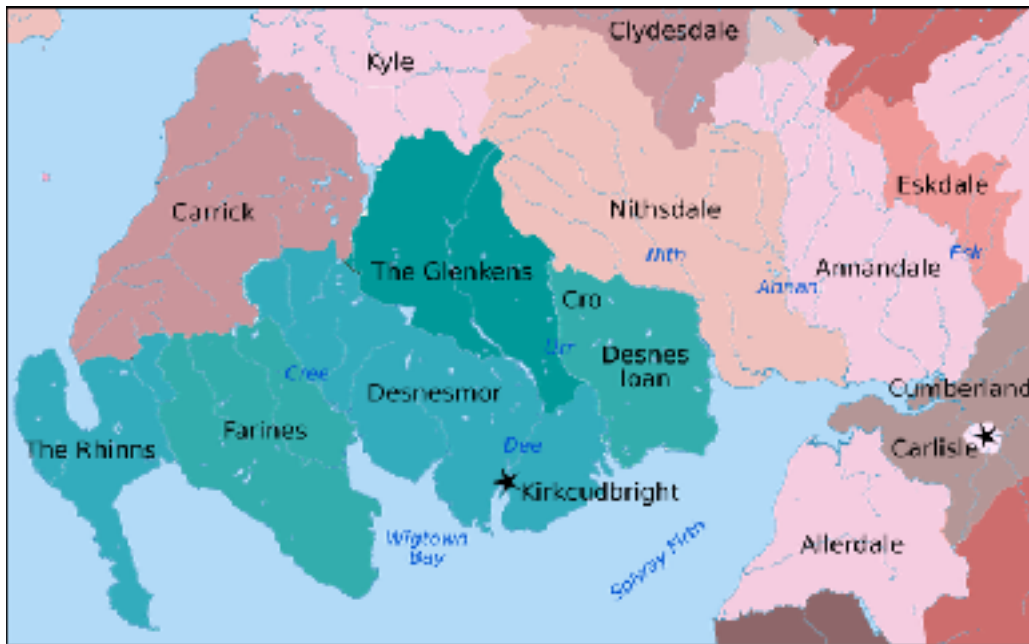 Clydesdale
Kyle
Eskdale
Carrick
Nithsdale
Nith
Esk
The Glenkens
Annandale
Annan
Cro
Urr
Desnes
Ioan
Cree
Desnesmor
Cumberland
Farines
The Rhinns
Dee
Carlisle
Kirkcudbright
Wigtown
Bay
Solway Firth
Allerdale